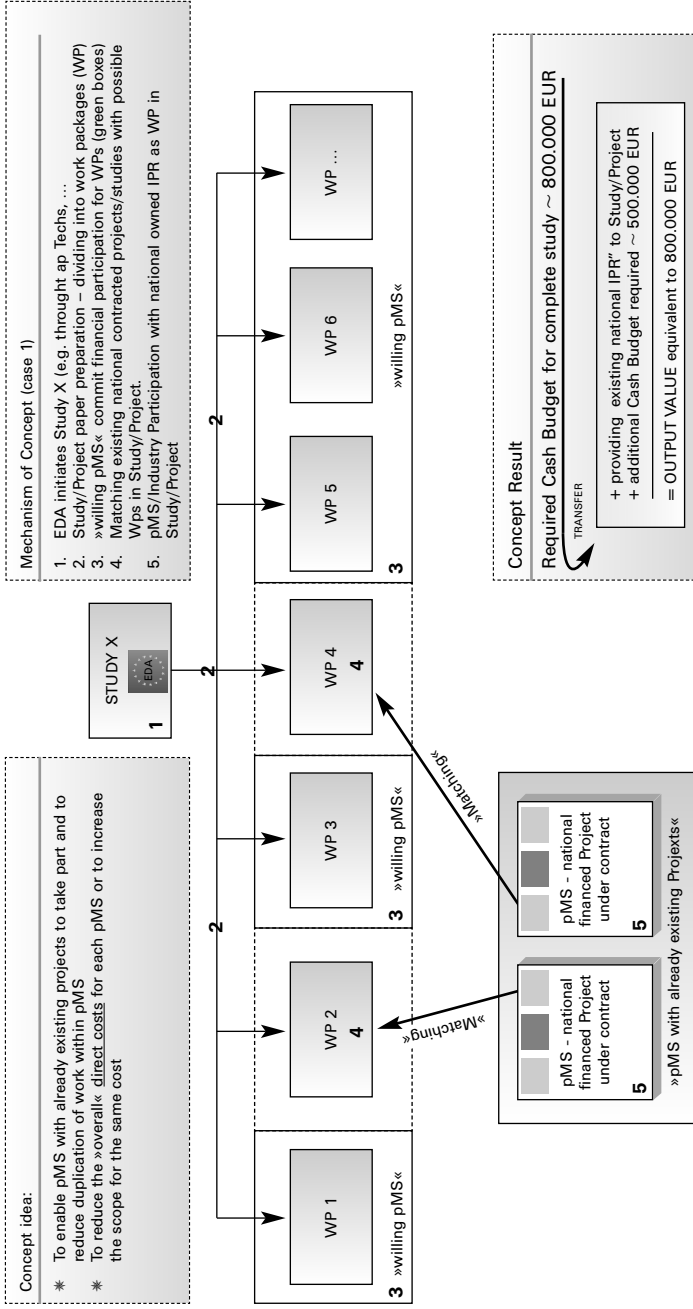 Concept idea:
✳ To enable pMS with already existing projects to take part and to
reduce duplication of work within pMS
✳ To reduce the »overall« direct costs for each pMS or to increase
the scope for the same cost
STUDY X
EDA
1
Mechanism of Concept (case 1)
1. EDA initiates Study X (e.g. throught ap Techs, ...
2. Study/Project paper preparation – dividing into work packages (WP)
3. »willing pMS« commit financial participation for WPs (green boxes)
4. Matching existing national contracted projects/studies with possible
Wps in Study/Project.
5. pMS/Industry Participation with national owned IPR as WP in
Study/Project
2
2
2
WP 1
3 »willing pMS«
WP 2
4
WP 3
3 »willing pMS«
WP 4
4
WP 5
WP 6
WP ...
3
»willing pMS«
»Matching«
»Matching«
pMS - national
financed Project
under contract
5
pMS - national
financed Project
under contract
5
»pMS with already existing Projexts«
Concept Result
Required Cash Budget for complete study ~ 800.000 EUR
TRANSFER
+ providing existing national IPR" to Study/Project
+ additional Cash Budget required ~ 500.000 EUR
= OUTPUT VALUE equivalent to 800.000 EUR